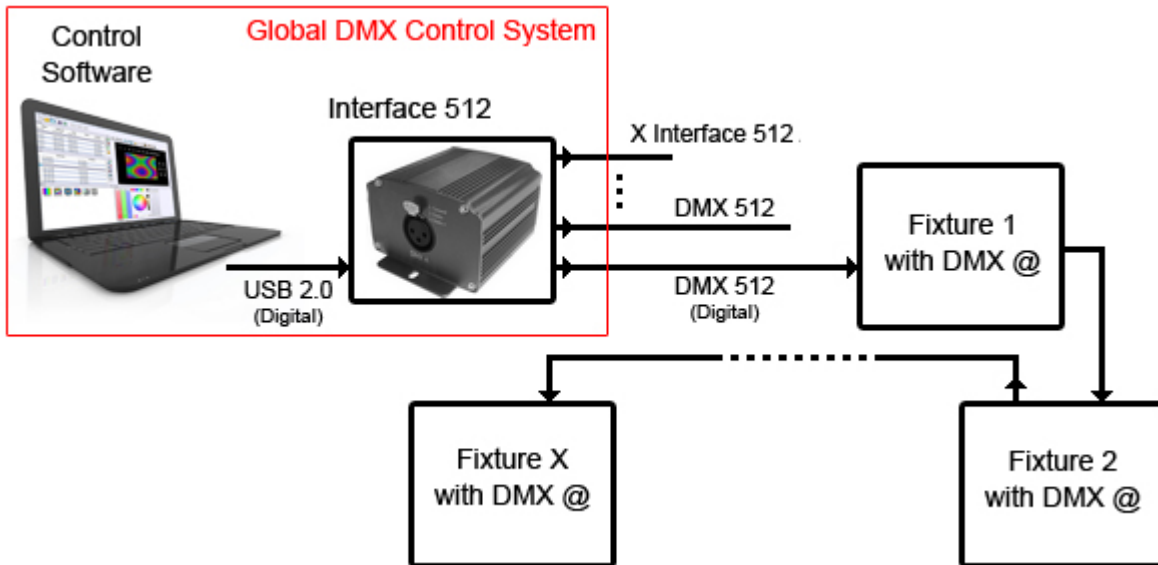 Global DMX Control System
Control
Software
Interface 512
X Interface 512
DMX 512
USB 2.0
(Digital)
DMX 512
(Digital)
Fixture 1
with DMX @
Fixture X
with DMX @
Fixture 2
with DMX @